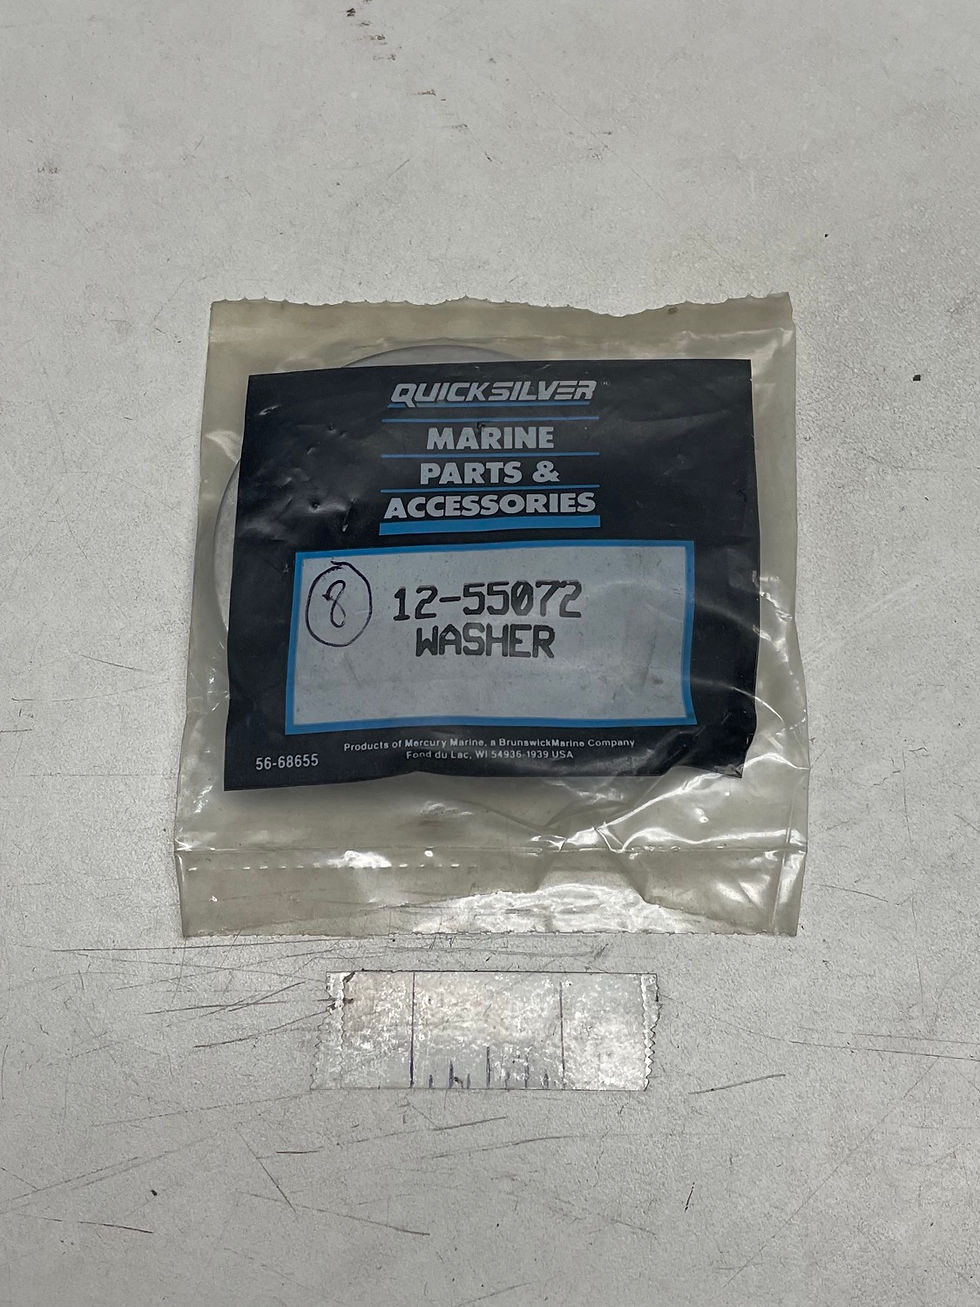 QUICKSILVER
MARINE
PARTS &
ACCESSORIES
8 12-55072
WASHER
Products of Mercury Marine, a BrunswickMarine Company
56-68655 Fond du Lac, WI 54936-1939 USA